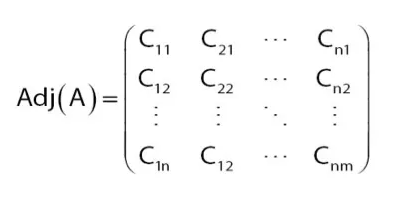 C11 C21 ⋯ Cn1
Adj(A) = C12 C22 ⋯ Cn2
⋮ ⋮ ⋱ ⋮
C1n C12 ⋯ Cnm